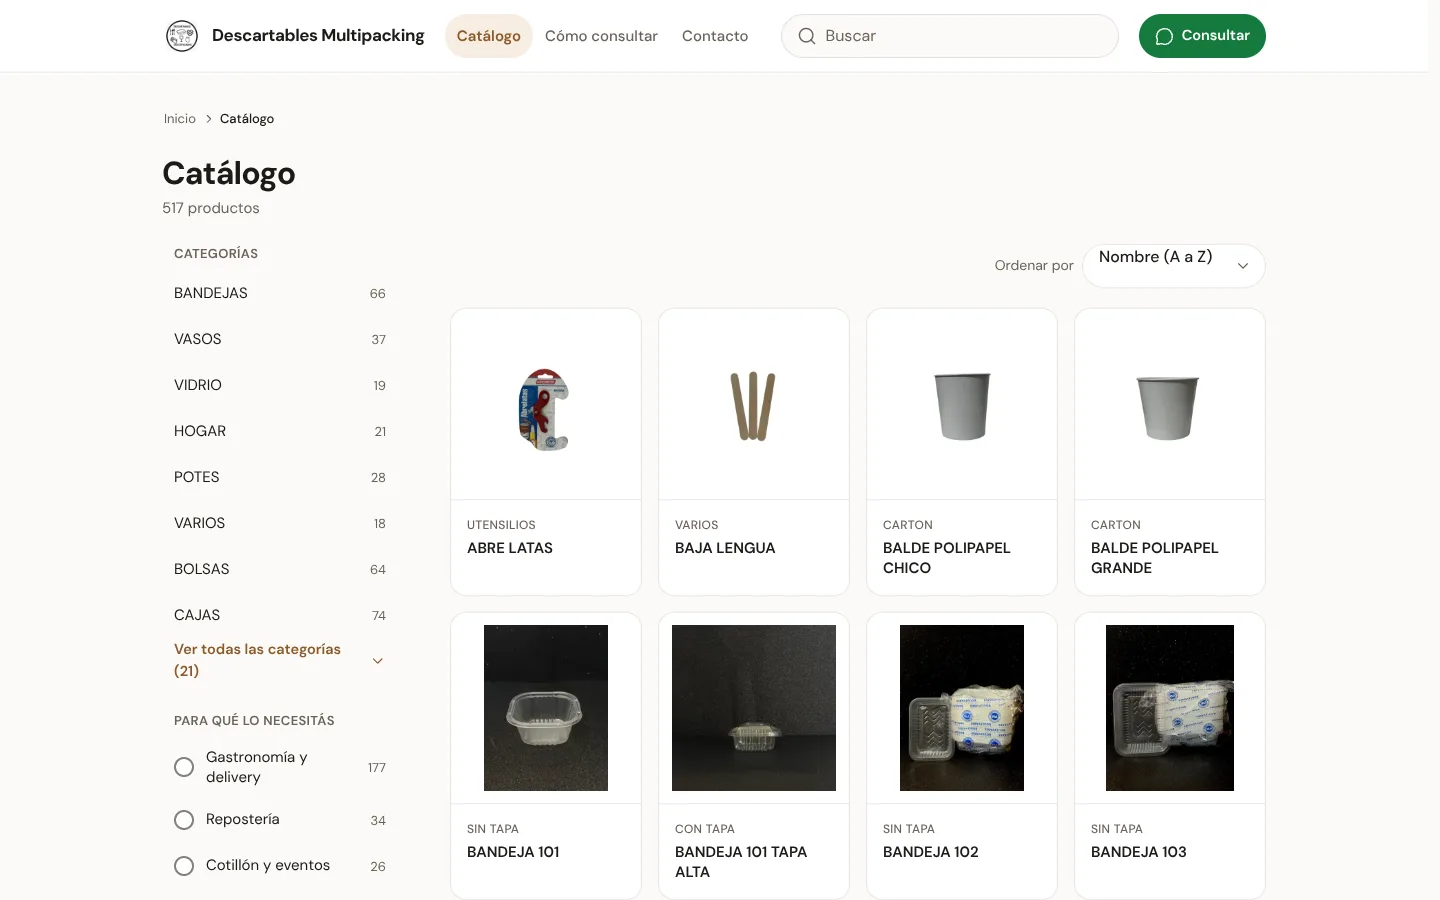 Descartables Multipacking
Catálogo
Cómo consultar
Contacto
Buscar
Consultar
Inicio
Catálogo
Catálogo
517 productos
CATEGORÍAS
BANDEJAS 66
VASOS 37
VIDRIO 19
HOGAR 21
POTES 28
VARIOS 18
BOLSAS 64
CAJAS 74
Ver todas las categorías
(21)
PARA QUÉ LO NECESITÁS
Gastronomía y
delivery 177
Repostería 34
Cotillón y eventos 26
Ordenar por
Nombre (A a Z)
UTENSILIOS
ABRE LATAS
VARIOS
BAJA LENGUA
CARTON
BALDE POLIPAPEL
CHICO
CARTON
BALDE POLIPAPEL
GRANDE
SIN TAPA
BANDEJA 101
CON TAPA
BANDEJA 101 TAPA
ALTA
SIN TAPA
BANDEJA 102
SIN TAPA
BANDEJA 103